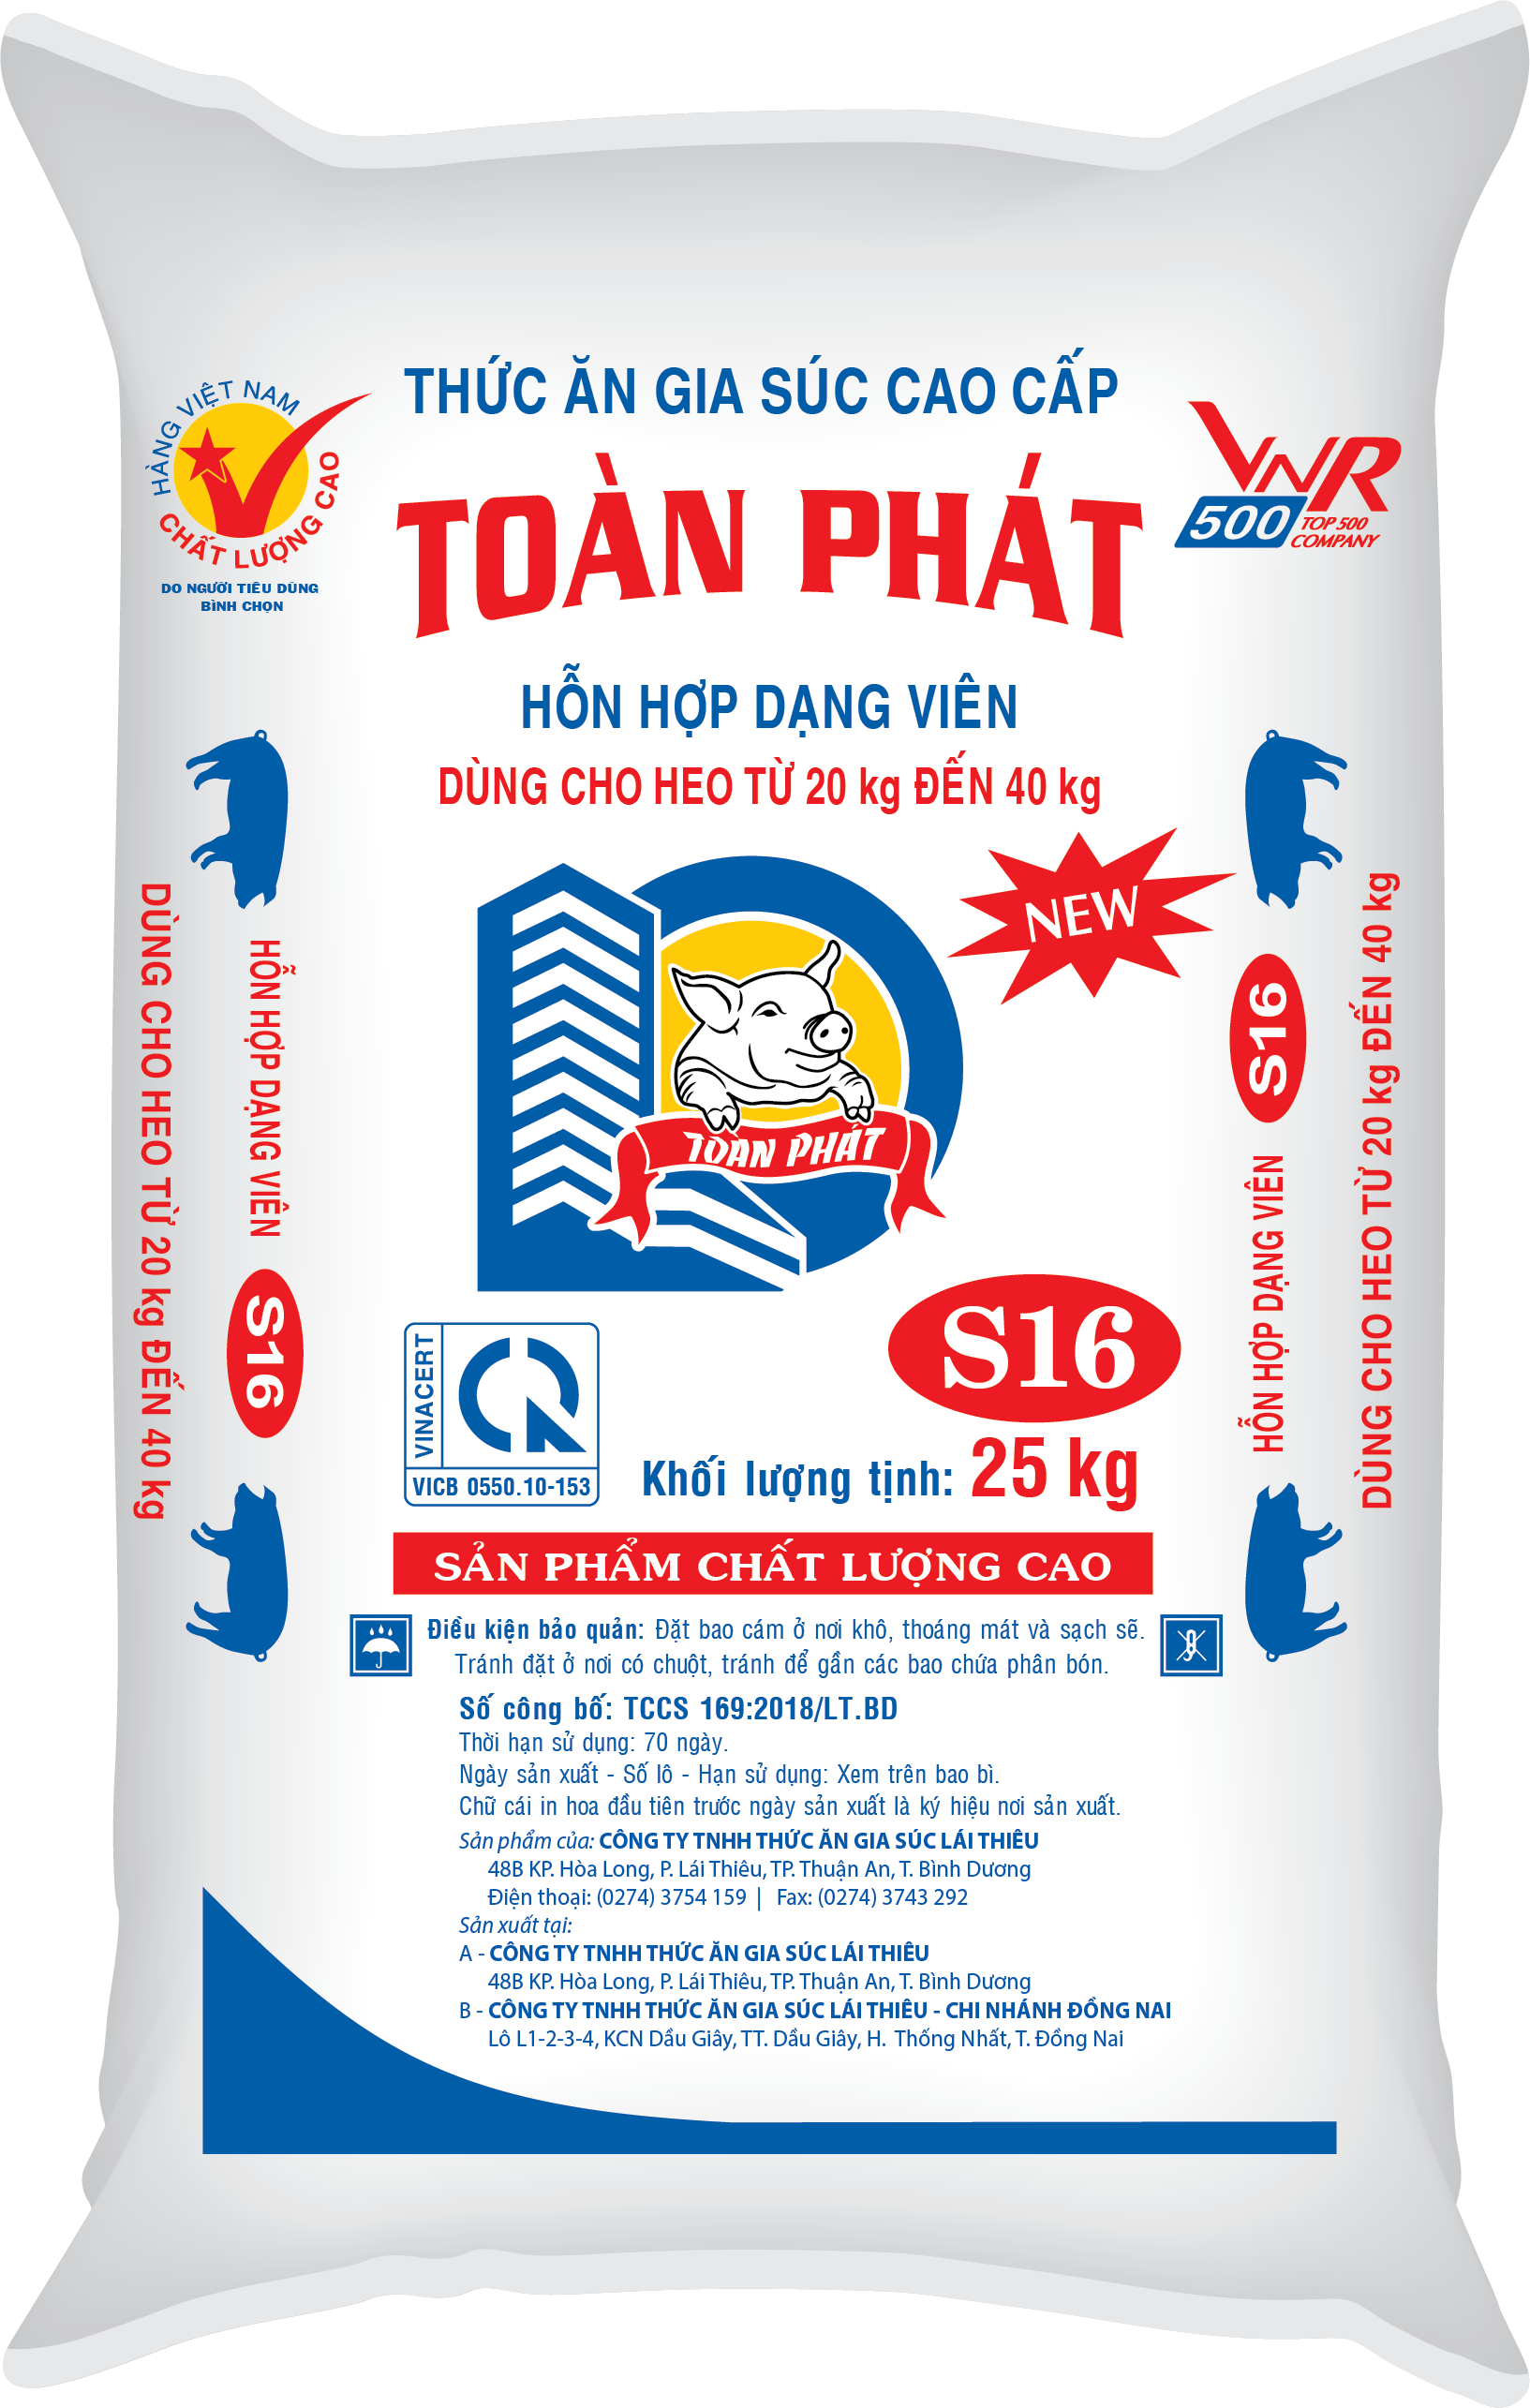 THỨC ĂN GIA SÚC CAO CẤP
HÀNG VIỆT NAM
CHẤT LƯỢNG CAO
DO NGƯỜI TIÊU DÙNG
BÌNH CHỌN
TOÀN PHÁT
VNR
500
TOP 500
COMPANY
HỖN HỢP DẠNG VIÊN
DÙNG CHO HEO TỪ 20 kg ĐẾN 40 kg
NEW
TOÀN PHÁT
DÙNG CHO HEO TỪ 20 kg ĐẾN 40 kg
HỖN HỢP DẠNG VIÊN
S16
S16
HỖN HỢP DẠNG VIÊN
DÙNG CHO HEO TỪ 20 kg ĐẾN 40 kg
S16
VINACERT
VICB 0550.10-153
Khối lượng tịnh: 25 kg
SẢN PHẨM CHẤT LƯỢNG CAO
Điều kiện bảo quản: Đặt bao cám ở nơi khô, thoáng mát và sạch sẽ.
Tránh đặt ở nơi có chuột, tránh để gần các bao chứa phân bón.
Số công bố: TCCS 169:2018/LT.BD
Thời hạn sử dụng: 70 ngày.
Ngày sản xuất - Số lô - Hạn sử dụng: Xem trên bao bì.
Chữ cái in hoa đầu tiên trước ngày sản xuất là ký hiệu nơi sản xuất.
Sản phẩm của: CÔNG TY TNHH THỨC ĂN GIA SÚC LÁI THIÊU
48B KP. Hòa Long, P. Lái Thiêu, TP. Thuận An, T. Bình Dương
Điện thoại: (0274) 3754 159 | Fax: (0274) 3743 292
Sản xuất tại:
A - CÔNG TY TNHH THỨC ĂN GIA SÚC LÁI THIÊU
48B KP. Hòa Long, P. Lái Thiêu, TP. Thuận An, T. Bình Dương
B - CÔNG TY TNHH THỨC ĂN GIA SÚC LÁI THIÊU - CHI NHÁNH ĐỒNG NAI
Lô L1-2-3-4, KCN Dầu Giây, TT. Dầu Giây, H. Thống Nhất, T. Đồng Nai